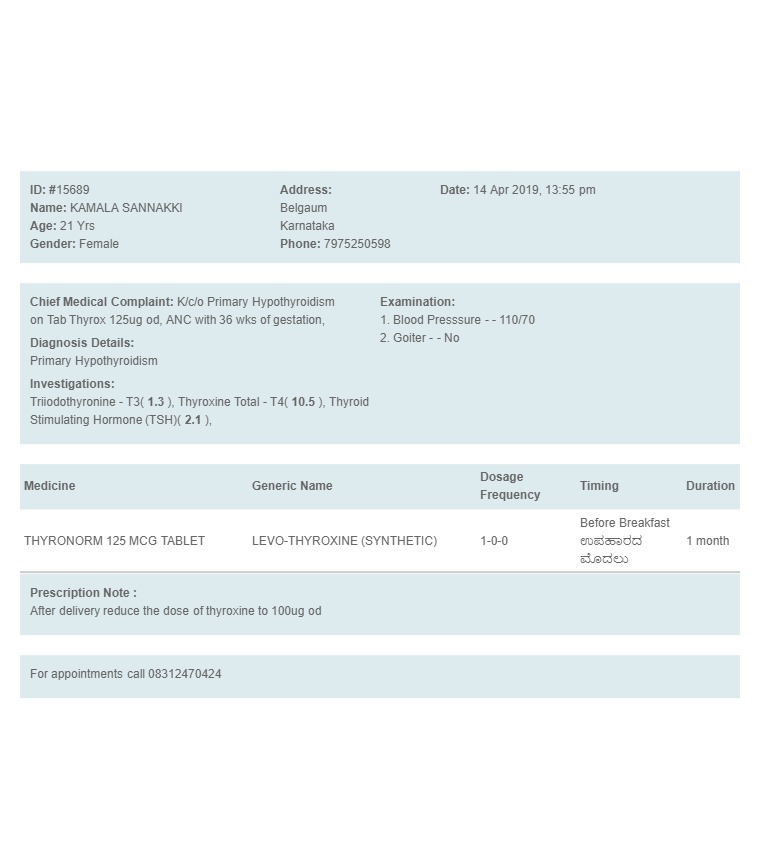 ID: #15689
Name: KAMALA SANNAKKI
Age: 21 Yrs
Gender: Female
Address:
Belgaum
Karnataka
Phone: 7975250598
Date: 14 Apr 2019, 13:55 pm
Chief Medical Complaint: K/c/o Primary Hypothyroidism
on Tab Thyrox 125ug od, ANC with 36 wks of gestation,
Diagnosis Details:
Primary Hypothyroidism
Investigations:
Triiodothyronine - T3( 1.3 ), Thyroxine Total - T4( 10.5 ), Thyroid
Stimulating Hormone (TSH)( 2.1 ),
Examination:
1. Blood Presssure - - 110/70
2. Goiter - - No
Medicine Generic Name Dosage Frequency Timing Duration
THYRONORM 125 MCG TABLET LEVO-THYROXINE (SYNTHETIC) 1-0-0 Before Breakfast ಉಪಹಾರದ ಮೊದಲು 1 month
Prescription Note :
After delivery reduce the dose of thyroxine to 100ug od
For appointments call 08312470424